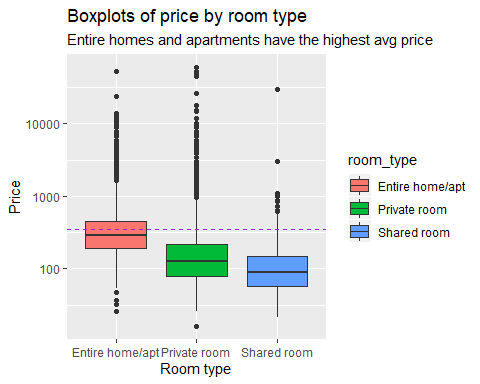 Boxplots of price by room type
Entire homes and apartments have the highest avg price
10000
1000
100
Price
Entire home/apt Private room Shared room
Room type
room_type
Entire home/apt
Private room
Shared room